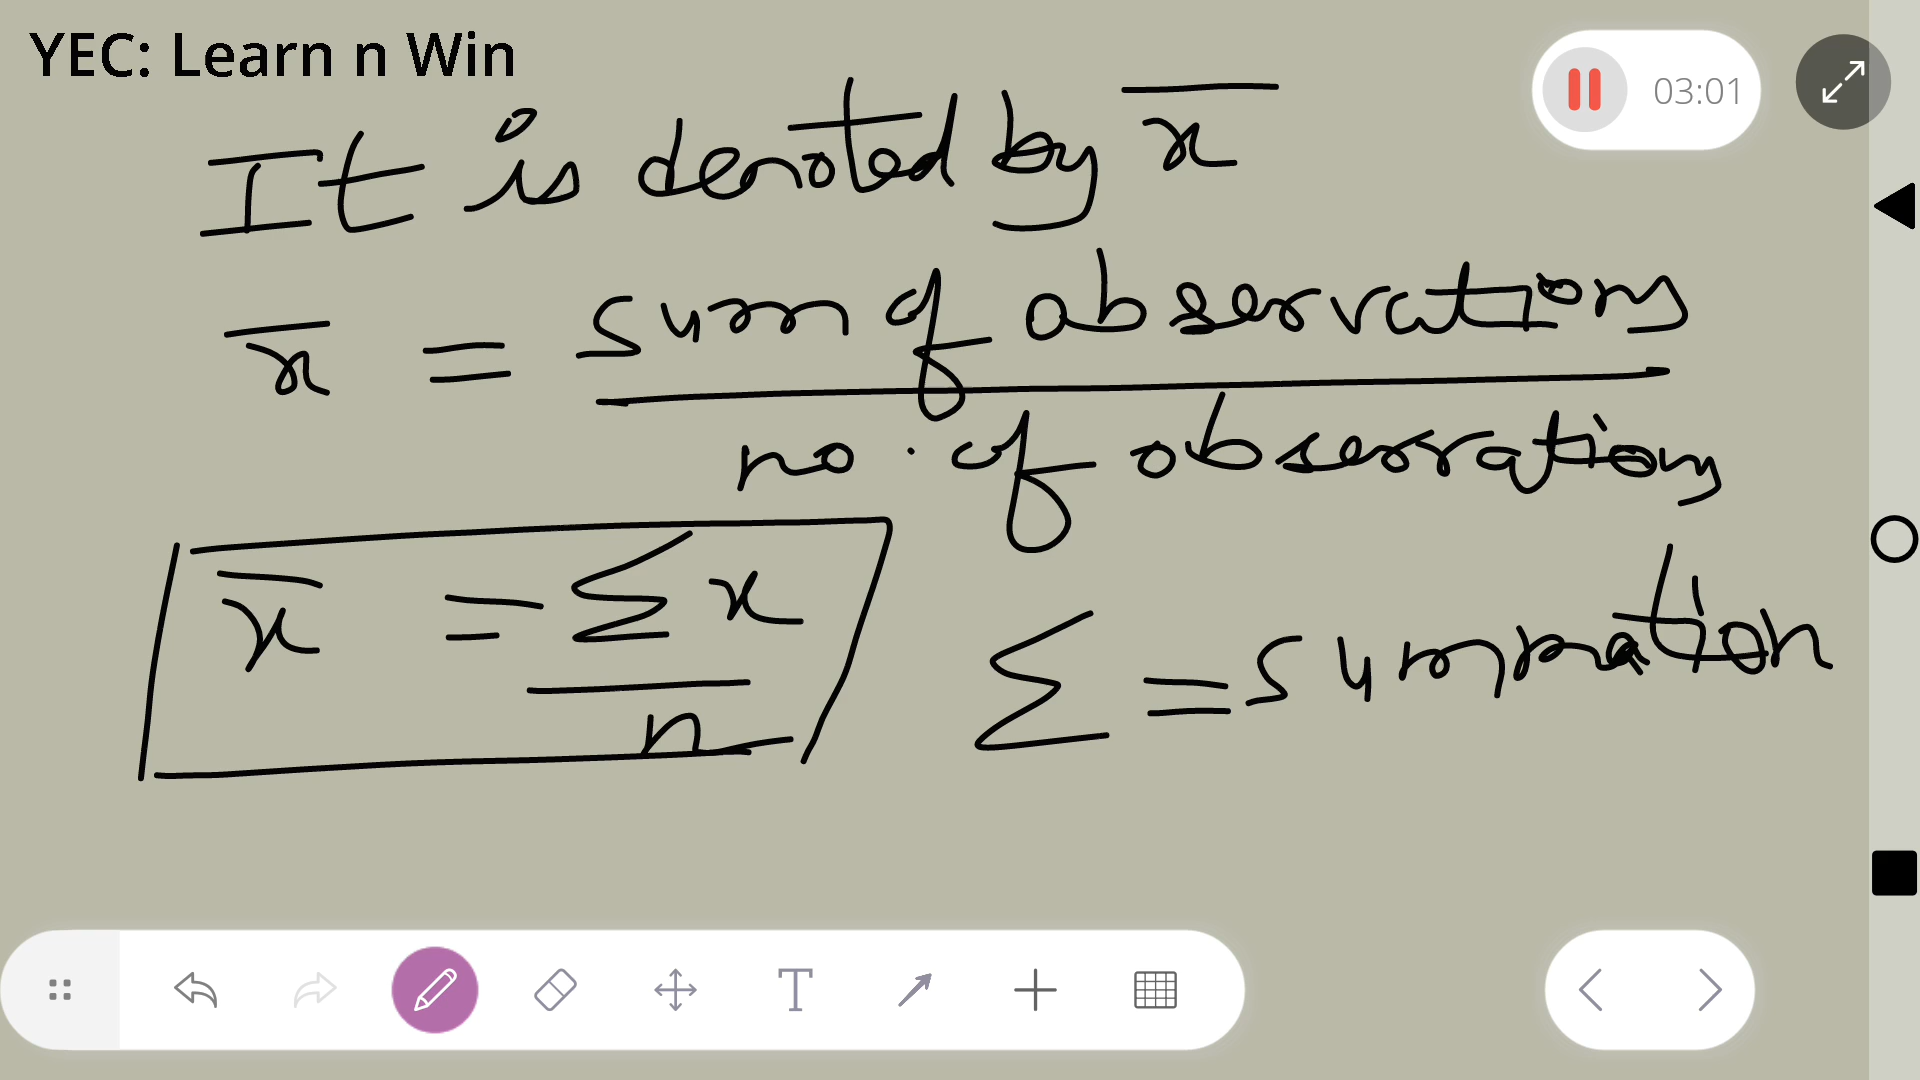 YEC: Learn n Win
03:01
It is denoted by x̅
x̅ = sum of observations
no. of observations
x̅ = Σx
n
Σ = summation
T